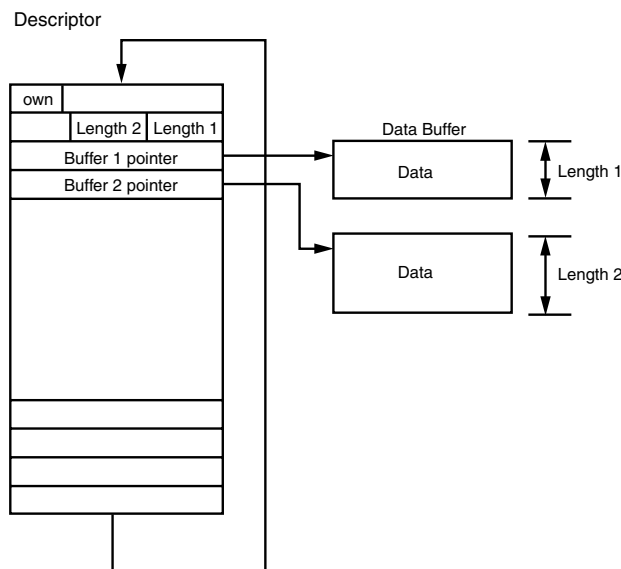 Descriptor
own
Length 2 Length 1
Data Buffer
Buffer 1 pointer
Data
Length 1
Buffer 2 pointer
Data
Length 2